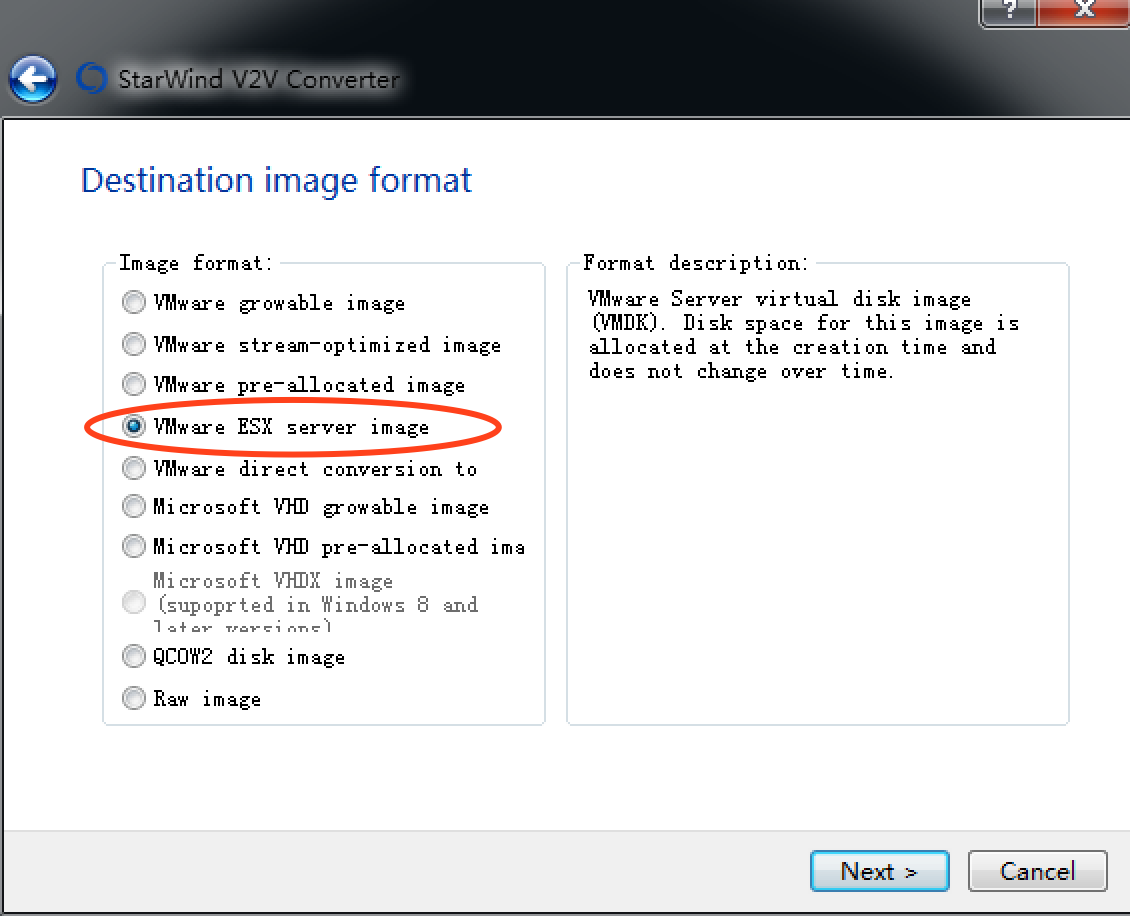 ?
X
StarWind V2V Converter
Destination image format
Image format:
VMware growable image
VMware stream-optimized image
VMware pre-allocated image
VMware ESX server image
VMware direct conversion to
Microsoft VHD growable image
Microsoft VHD pre-allocated ima
Microsoft VHDX image
(supoprted in Windows 8 and
later versions)
QCOW2 disk image
Raw image
Format description:
VMware Server virtual disk image
(VMDK). Disk space for this image is
allocated at the creation time and
does not change over time.
Next >
Cancel